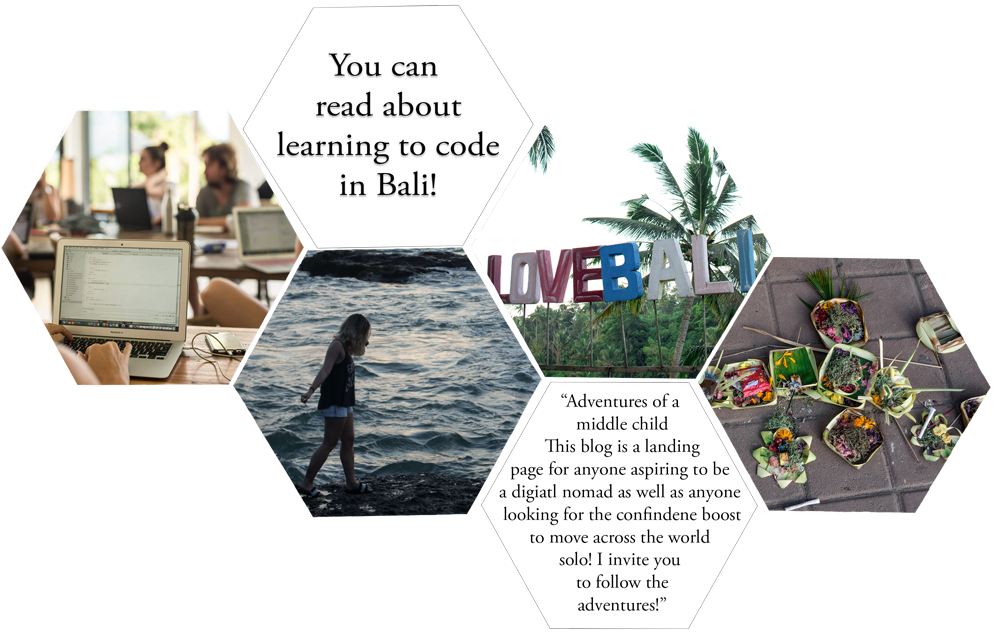 You can
read about
learning to code
in Bali!
LOVEBALI
“Adventures of a
middle child
This blog is a landing
page for anyone aspiring to be
a digiatl nomad as well as anyone
looking for the confindene boost
to move across the world
solo! I invite you
to follow the
adventures!”